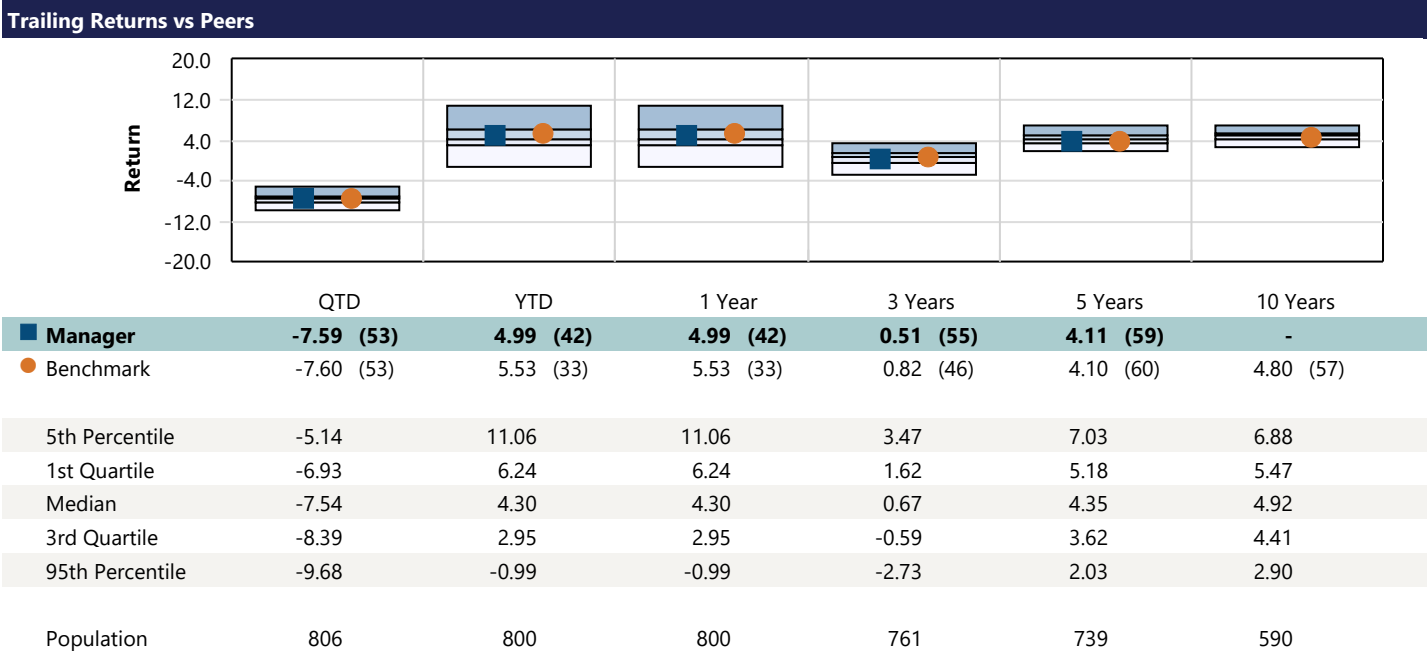 Trailing Returns vs Peers
20.0
12.0
4.0
-4.0
-12.0
-20.0
Return
QTD YTD 1 Year 3 Years 5 Years 10 Years
Manager -7.59 (53) 4.99 (42) 4.99 (42) 0.51 (55) 4.11 (59) -
Benchmark -7.60 (53) 5.53 (33) 5.53 (33) 0.82 (46) 4.10 (60) 4.80 (57)
5th Percentile -5.14 11.06 11.06 3.47 7.03 6.88
1st Quartile -6.93 6.24 6.24 1.62 5.18 5.47
Median -7.54 4.30 4.30 0.67 4.35 4.92
3rd Quartile -8.39 2.95 2.95 -0.59 3.62 4.41
95th Percentile -9.68 -0.99 -0.99 -2.73 2.03 2.90
Population 806 800 800 761 739 590